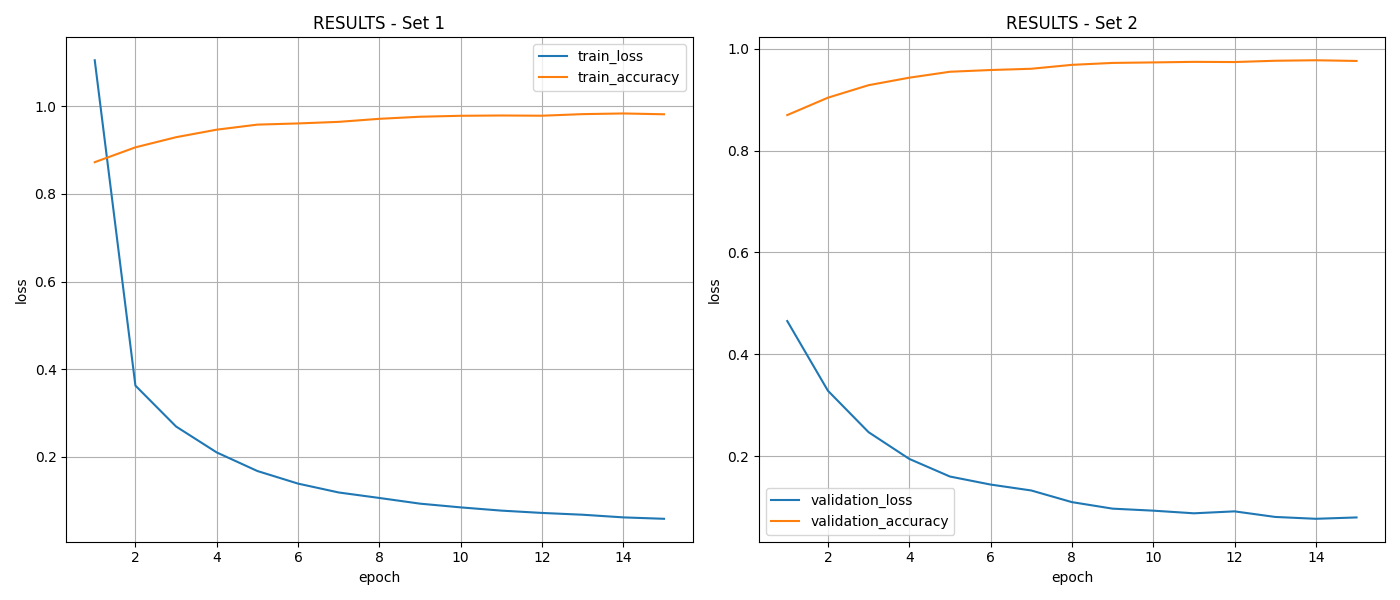 RESULTS - Set 1
train_loss
train_accuracy
loss
1.0
0.8
0.6
0.4
0.2
2 4 6 8 10 12 14
epoch
RESULTS - Set 2
validation_loss
validation_accuracy
loss
1.0
0.8
0.6
0.4
0.2
2 4 6 8 10 12 14
epoch